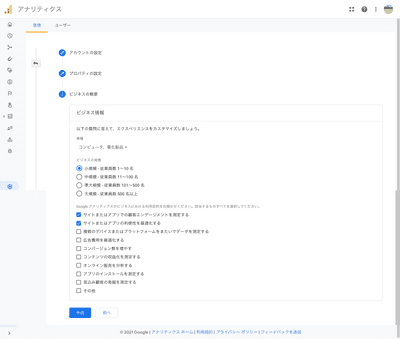 アナリティクス
管理 ユーザー
アカウントの設定
プロパティの設定
ビジネスの概要
ビジネス情報
以下の質問に答えて、エクスペリエンスをカスタマイズしましょう。
業種
コンピュータ、電化製品
ビジネスの規模
小規模 - 従業員数 1～10 名
中規模 - 従業員数 11～100 名
準大規模 - 従業員数 101～500 名
大規模 - 従業員数 500 名以上
Google アナリティクスのビジネスにおける利用目的をお聞かせください。該当するものすべてを選択してください。
サイトまたはアプリでの顧客エンゲージメントを測定する
サイトまたはアプリの利便性を最適化する
複数のデバイスまたはプラットフォームをまたいでデータを測定する
広告費用を最適化する
コンバージョン数を増やす
コンテンツの収益化を測定する
オンライン販売を分析する
アプリのインストールを測定する
見込み顧客の発掘を測定する
その他
作成 前へ
© 2021 Google | アナリティクス ホーム | 利用規約 | プライバシー ポリシー | フィードバックを送信